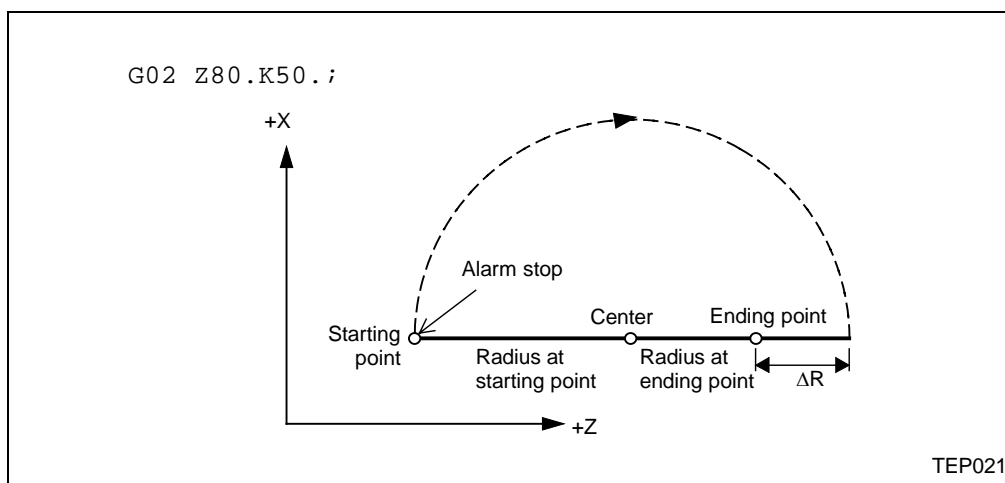 G02 Z80.K50.;
+X
Alarm stop
Starting
point
Center
Ending point
Radius at
starting point
Radius at
ending point
ΔR
+Z
TEP021